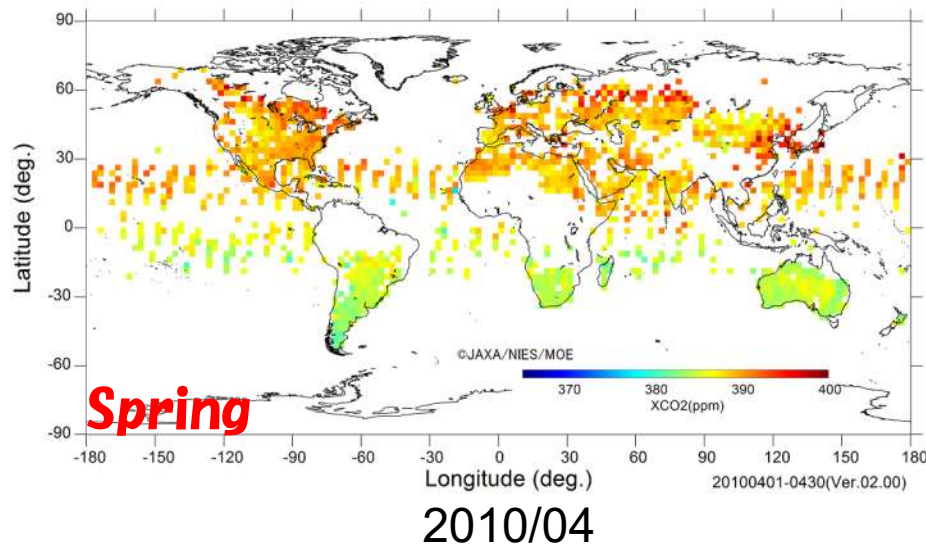 90
60
30
0
-30
-60
-90
Latitude (deg.)
©JAXA/NIES/MOE
370 380 390 400
XCO2(ppm)
Spring
-180 -150 -120 -90 -60 -30 0 30 60 90 120 150 180
Longitude (deg.)
20100401-0430(Ver.02.00)
2010/04